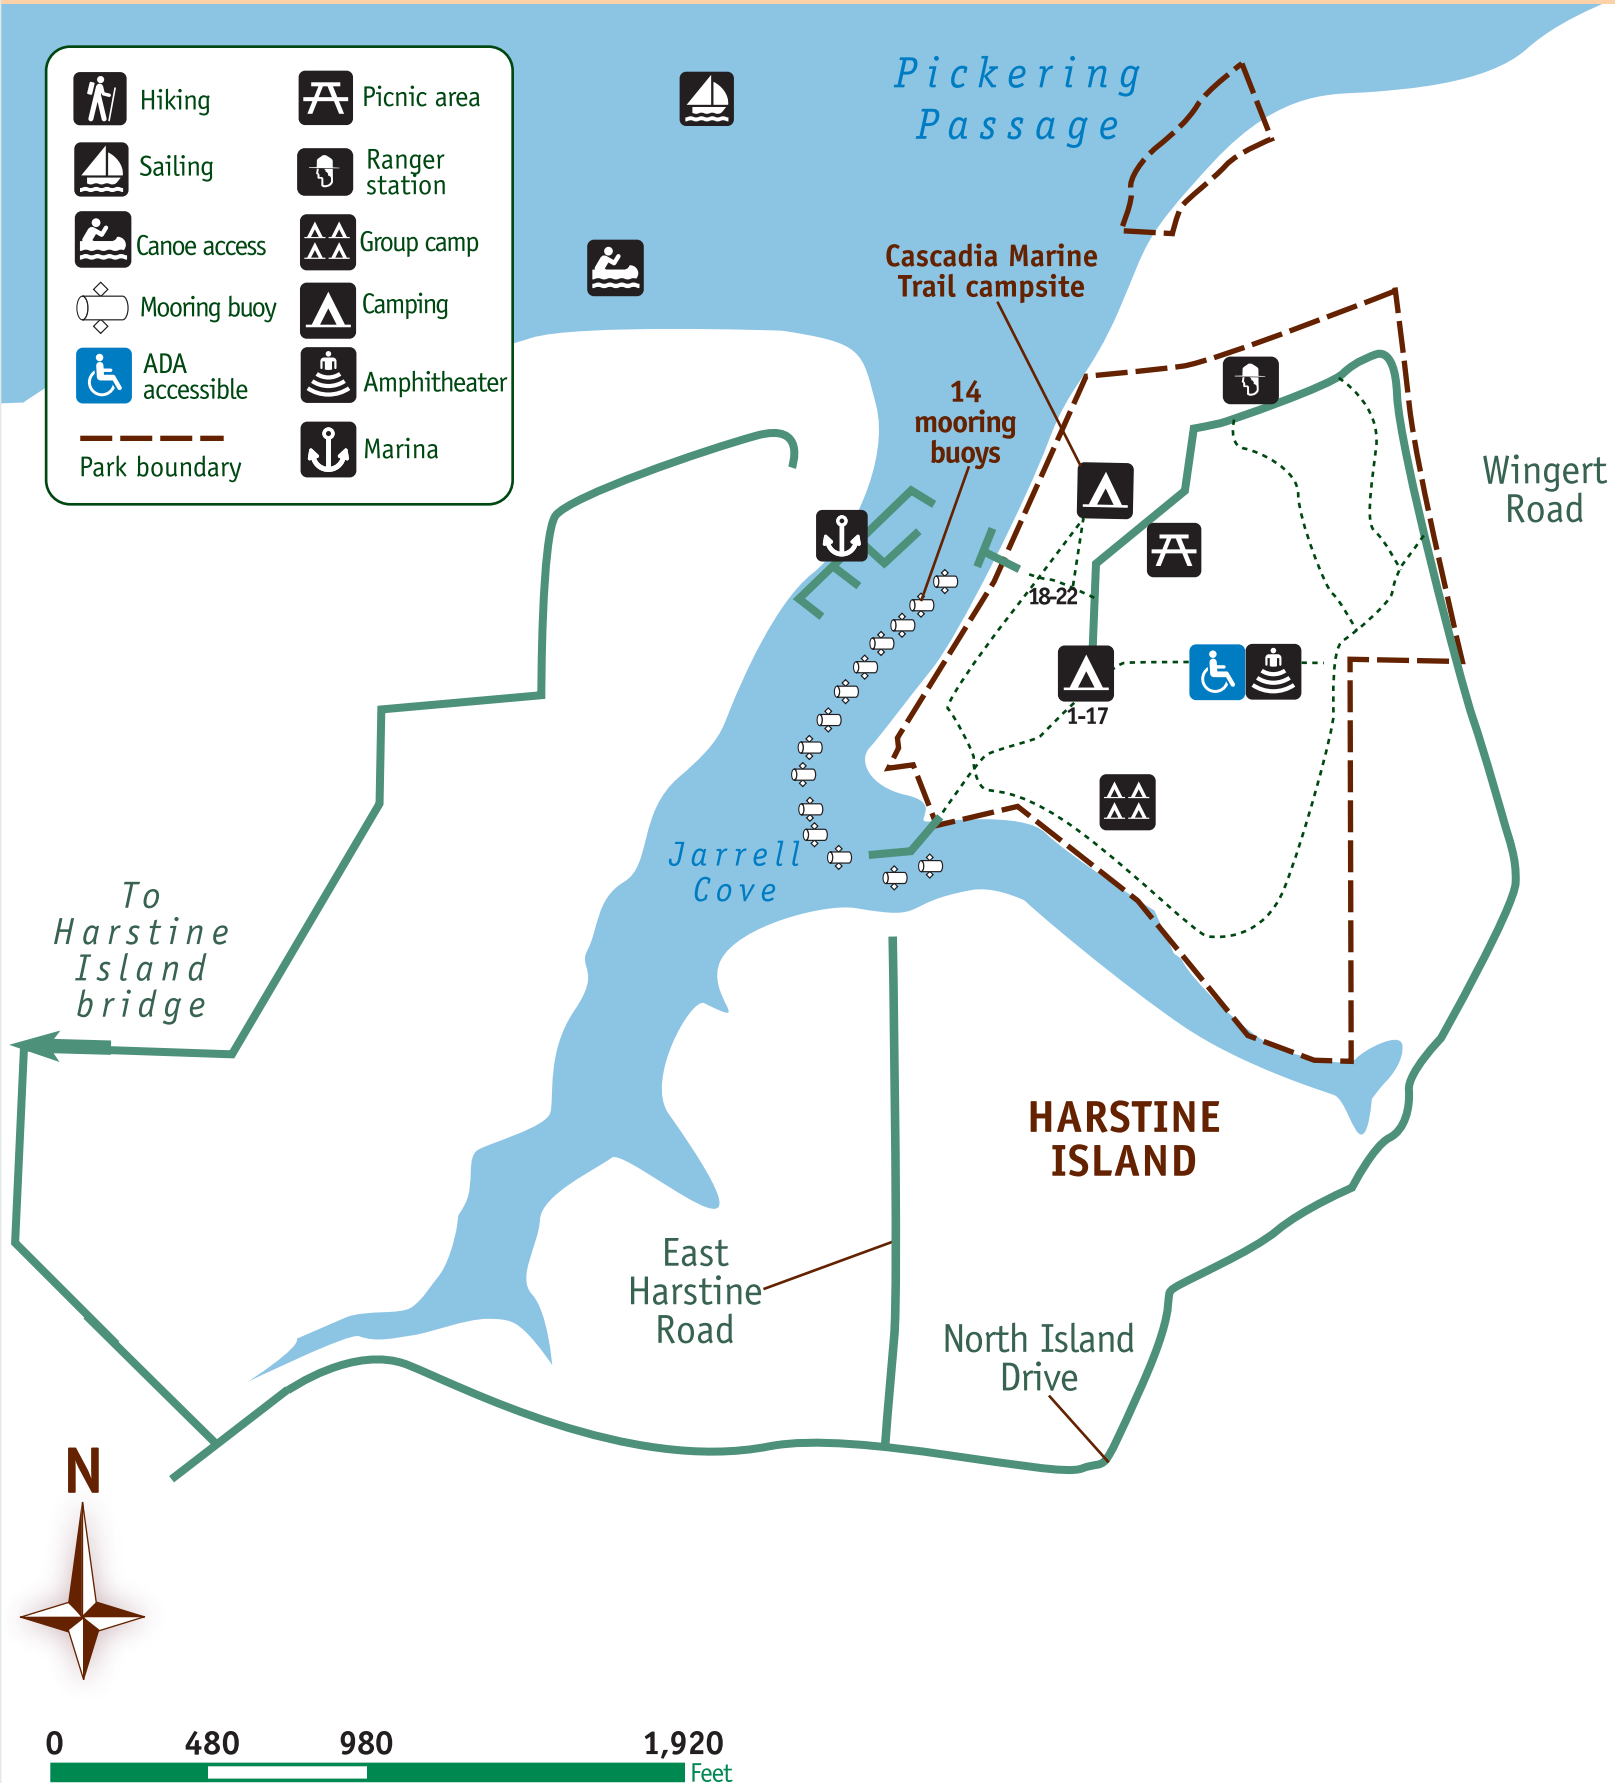 Hiking
Sailing
Canoe access
Mooring buoy
ADA
accessible
Park boundary
Picnic area
Ranger
station
Group camp
Camping
Amphitheater
Marina
Pickering
Passage
Cascadia Marine
Trail campsite
14
mooring
buoys
Wingert
Road
18-22
1-17
Jarrell
Cove
To
Harstine
Island
bridge
HARSTINE
ISLAND
East
Harstine
Road
North Island
Drive
N
0 480 980 1,920
Feet